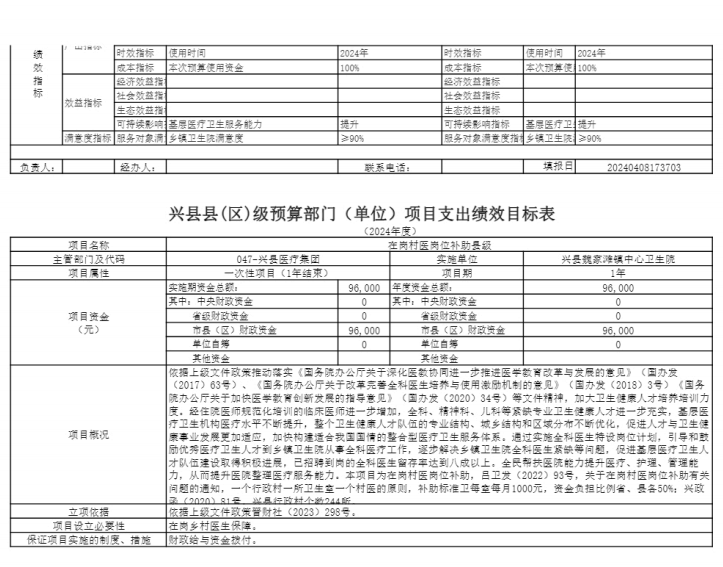 绩
效
指
标
时效指标 使用时间 2024年 时效指标 使用时间 2024年
成本指标 本次预算使用资金 100% 成本指标 本次预算使 100%
效益指标
经济效益指标 经济效益指标
社会效益指标 社会效益指标
生态效益指标 生态效益指标
可持续影响 基层医疗卫生服务能力 提升 可持续影响指标 基层医疗卫 提升
满意度指标 服务对象满 乡镇卫生院满意度 ≥90% 服务对象满意度指 乡镇卫生院 ≥90%
负责人: 经办人: 联系电话: 填报日 20240408173703
兴县县(区)级预算部门(单位)项目支出绩效目标表
(2024年度)
项目名称 在岗村医岗位补助县级
主管部门及代码 047-兴县医疗集团 实施单位 兴县魏家滩镇中心卫生院
项目属性 一次性项目(1年结束) 项目期 1年
项目资金
(元)
实施期资金总额: 96,000 年度资金总额: 96,000
其中:中央财政资金 0 其中:中央财政资金 0
省级财政资金 0 省级财政资金 0
市县(区)财政资金 96,000 市县(区)财政资金 96,000
单位自筹 0 单位自筹 0
其他资金 其他资金
项目概况
依据上级文件政策推动落实《国务院办公厅关于深化医教协同进一步推进医学教育改革与发展的意见》(国办发
(2017)63号)、《国务院办公厅关于改革完善全科医生培养与使用激励机制的意见》(国办发(2018)3号)《国务
院办公厅关于加快医学教育创新发展的指导意见》(国办发(2020)34号)等文件精神,加大卫生健康人才培养培训力
度。经住院医师规范化培训的临床医师进一步增加,全科、精神科、儿科等紧缺专业卫生健康人才进一步充实,基层医
疗卫生机构医疗水平不断提升,整个卫生健康人才队伍的专业结构、城乡结构和区域分布不断优化,促进人才与卫生健
康事业发展更加适应,加快构建适合我国国情的整合型医疗卫生服务体系。通过实施全科医生特设岗位计划,引导和鼓
励优秀医疗卫生人才到乡镇卫生院从事全科医疗工作,逐步解决乡镇卫生院全科医生紧缺等问题,促进基层医疗卫生人
才队伍建设取得积极进展,已招聘到岗的全科医生留存率达到八成以上。全民帮扶医院能力提升医疗、护理、管理能
力,从而提升医院整理医疗服务能力。本项目为在岗村医岗位补助,吕卫发(2022)93号,关于在岗村医岗位补助有关
问题的通知,一个行政村一所卫生室一个村医的原则,补助标准卫每室每月1000元,资金负担比例省、县各50%;兴政
函(2020)81号,兴县行政村个数244所
立项依据 依据上级文件政策晋财社(2023)298号。
项目设立必要性 在岗乡村医生保障。
保证项目实施的制度、措施 财政给与资金拨付。